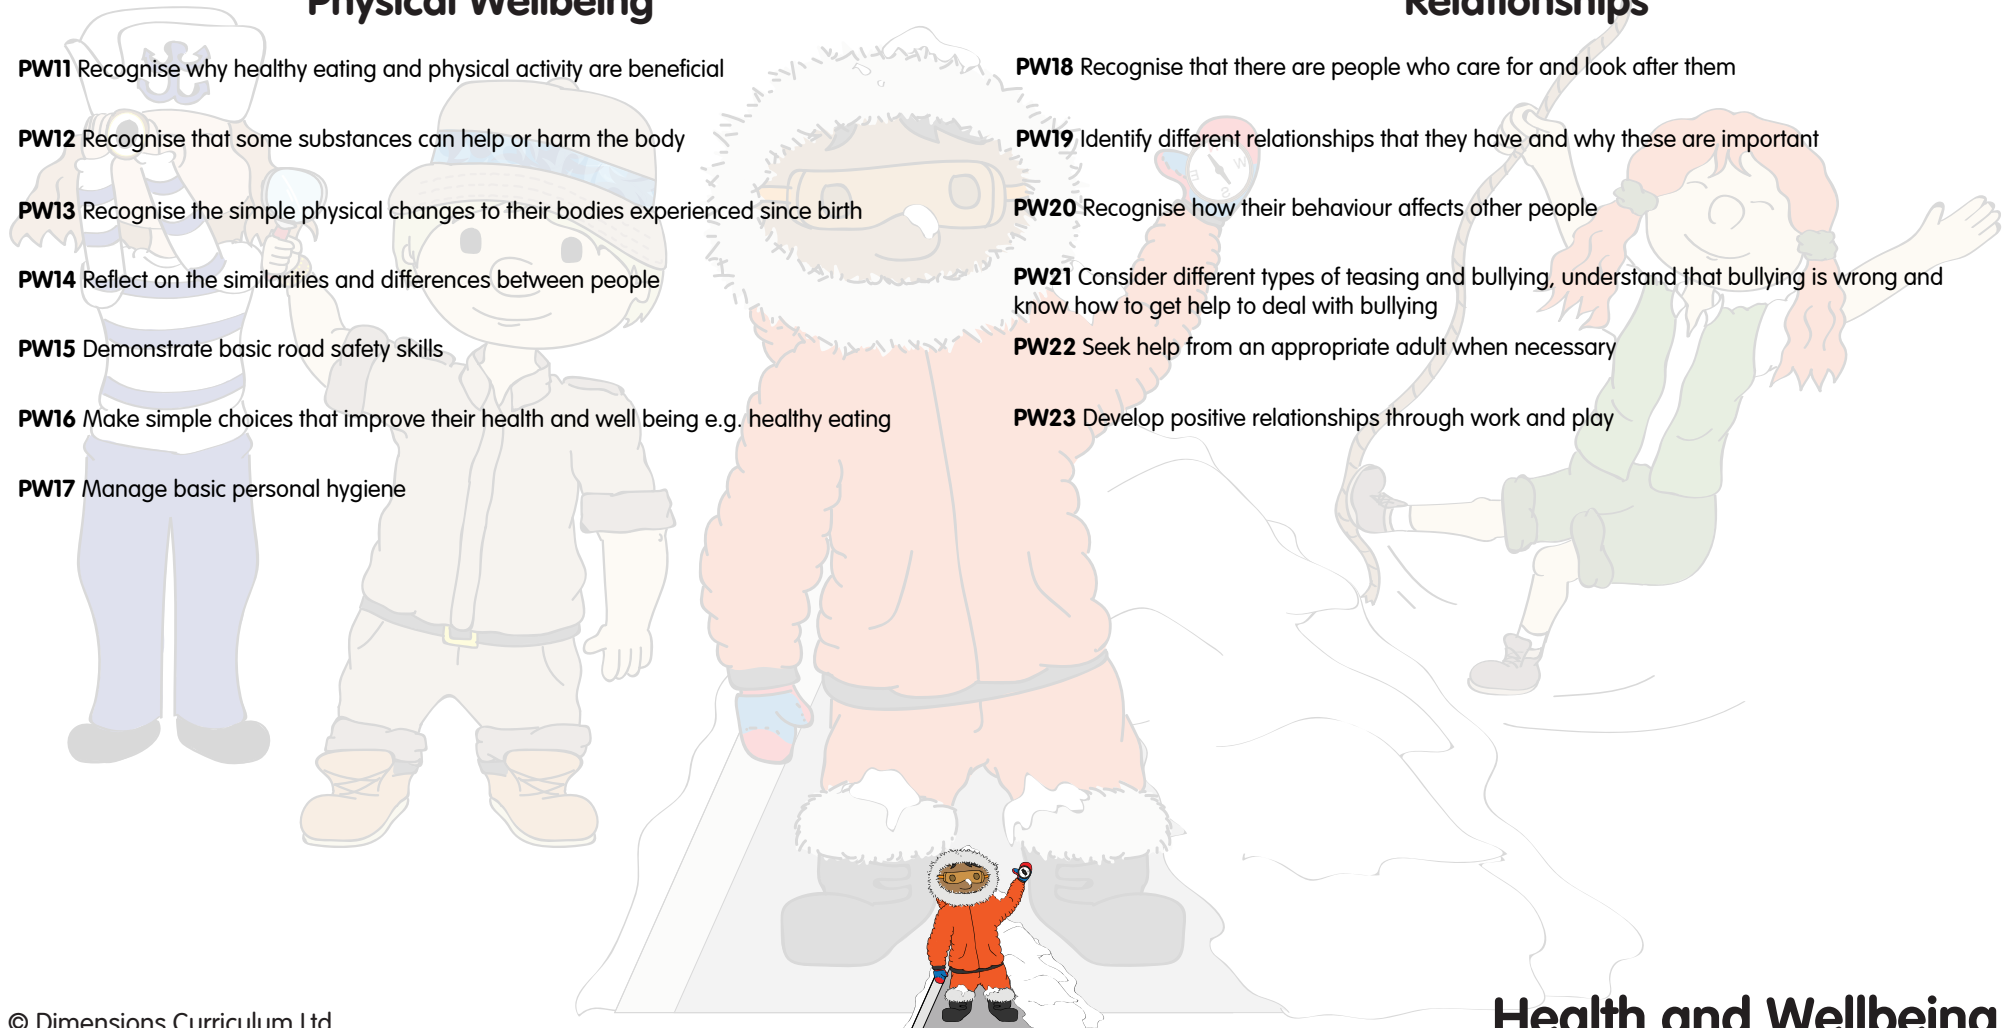 Physical Wellbeing
PW11 Recognise why healthy eating and physical activity are beneficial
PW12 Recognise that some substances can help or harm the body
PW13 Recognise the simple physical changes to their bodies experienced since birth
PW14 Reflect on the similarities and differences between people
PW15 Demonstrate basic road safety skills
PW16 Make simple choices that improve their health and well being e.g. healthy eating
PW17 Manage basic personal hygiene
Relationships
PW18 Recognise that there are people who care for and look after them
PW19 Identify different relationships that they have and why these are important
PW20 Recognise how their behaviour affects other people
PW21 Consider different types of teasing and bullying, understand that bullying is wrong and
know how to get help to deal with bullying
PW22 Seek help from an appropriate adult when necessary
PW23 Develop positive relationships through work and play
W
E
S
© Dimensions Curriculum Ltd
Health and Wellbeing